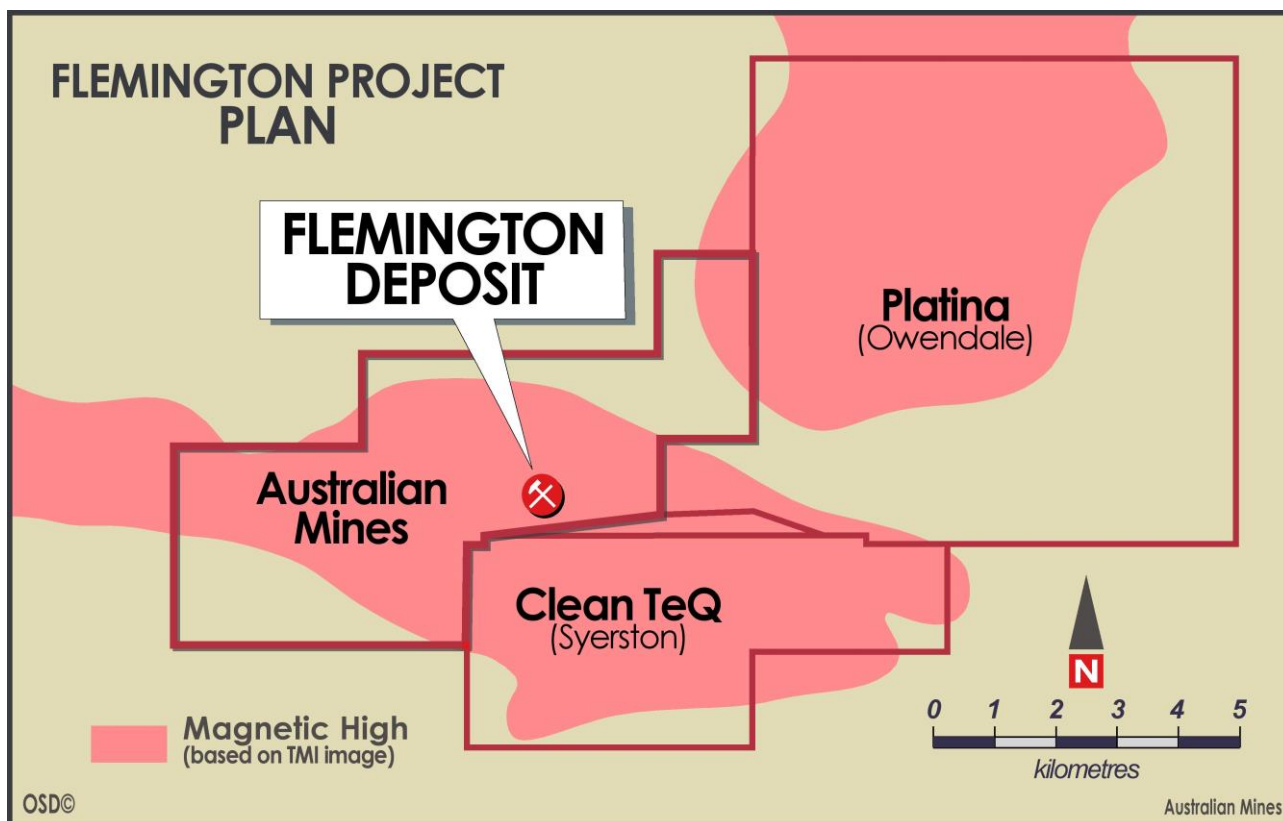 FLEMINGTON PROJECT
PLAN
FLEMINGTON
DEPOSIT
Platina
(Owendale)
Australian
Mines
Clean TeQ
(Syerston)
N
Magnetic High
(based on TMI image)
0 1 2 3 4 5
kilometres
OSD©
Australian Mines